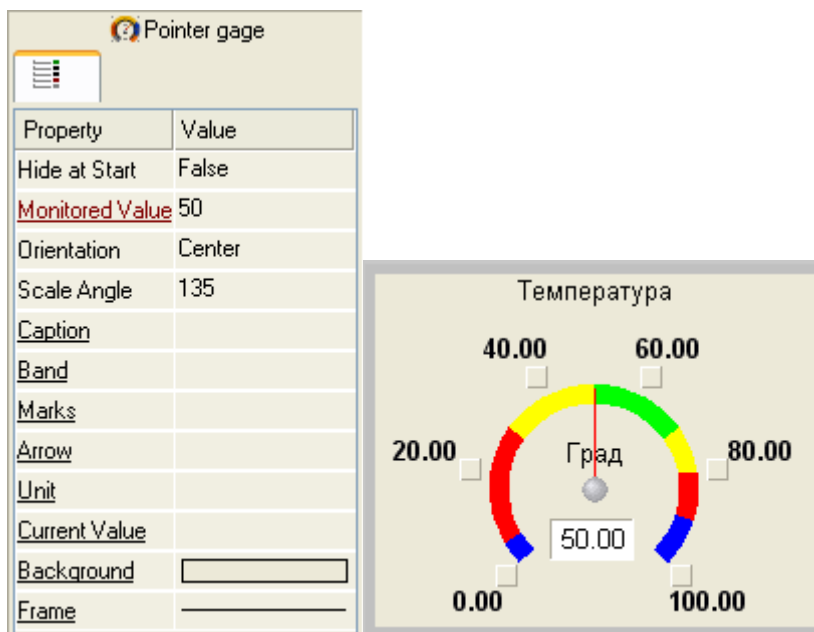 Pointer gage
Property Value
Hide at Start False
Monitored Value 50
Orientation Center
Scale Angle 135
Caption
Band
Marks
Arrow
Unit
Current Value
Background
Frame
Температура
40.00 60.00
20.00 Град 80.00
50.00
0.00 100.00